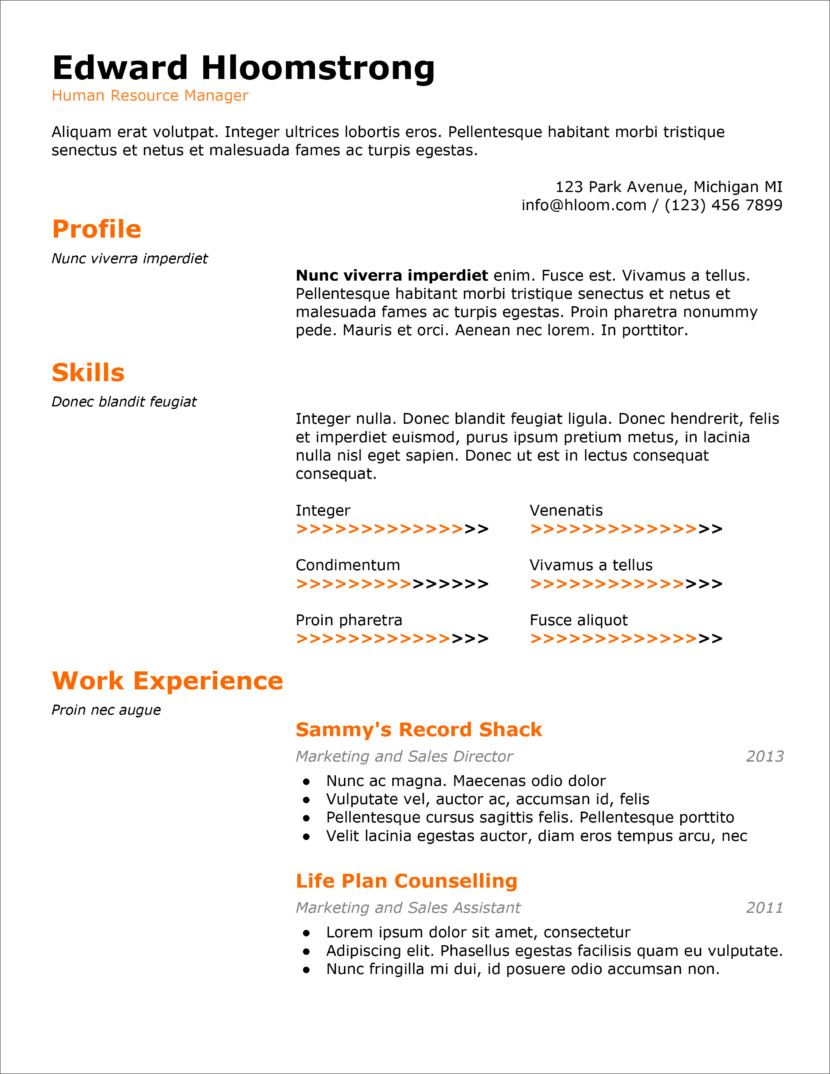 Edward Hloomstrong
Human Resource Manager
Aliquam erat volutpat. Integer ultrices lobortis eros. Pellentesque habitant morbi tristique
senectus et netus et malesuada fames ac turpis egestas.
123 Park Avenue, Michigan MI
info@hloom.com / (123) 456 7899
Profile
Nunc viverra imperdiet
Nunc viverra imperdiet enim. Fusce est. Vivamus a tellus.
Pellentesque habitant morbi tristique senectus et netus et
malesuada fames ac turpis egestas. Proin pharetra nonummy
pede. Mauris et orci. Aenean nec lorem. In porttitor.
Skills
Donec blandit feugiat
Integer nulla. Donec blandit feugiat ligula. Donec hendrerit, felis
et imperdiet euismod, purus ipsum pretium metus, in lacinia
nulla nisl eget sapien. Donec ut est in lectus consequat
consequat.
Integer Venenatis
>>>>>>>>>>>>>>> >>>>>>>>>>>>>>>
Condimentum Vivamus a tellus
>>>>>>>>>>>>>>> >>>>>>>>>>>>>>>
Proin pharetra Fusce aliquot
>>>>>>>>>>>>>>> >>>>>>>>>>>>>>>
Work Experience
Proin nec augue
Sammy's Record Shack
Marketing and Sales Director 2013
● Nunc ac magna. Maecenas odio dolor
● Vulputate vel, auctor ac, accumsan id, felis
● Pellentesque cursus sagittis felis. Pellentesque porttito
● Velit lacinia egestas auctor, diam eros tempus arcu, nec
Life Plan Counselling
Marketing and Sales Assistant 2011
● Lorem ipsum dolor sit amet, consectetur
● Adipiscing elit. Phasellus egestas facilisis quam eu vulputate.
● Nunc fringilla mi dui, id posuere odio accumsan non.